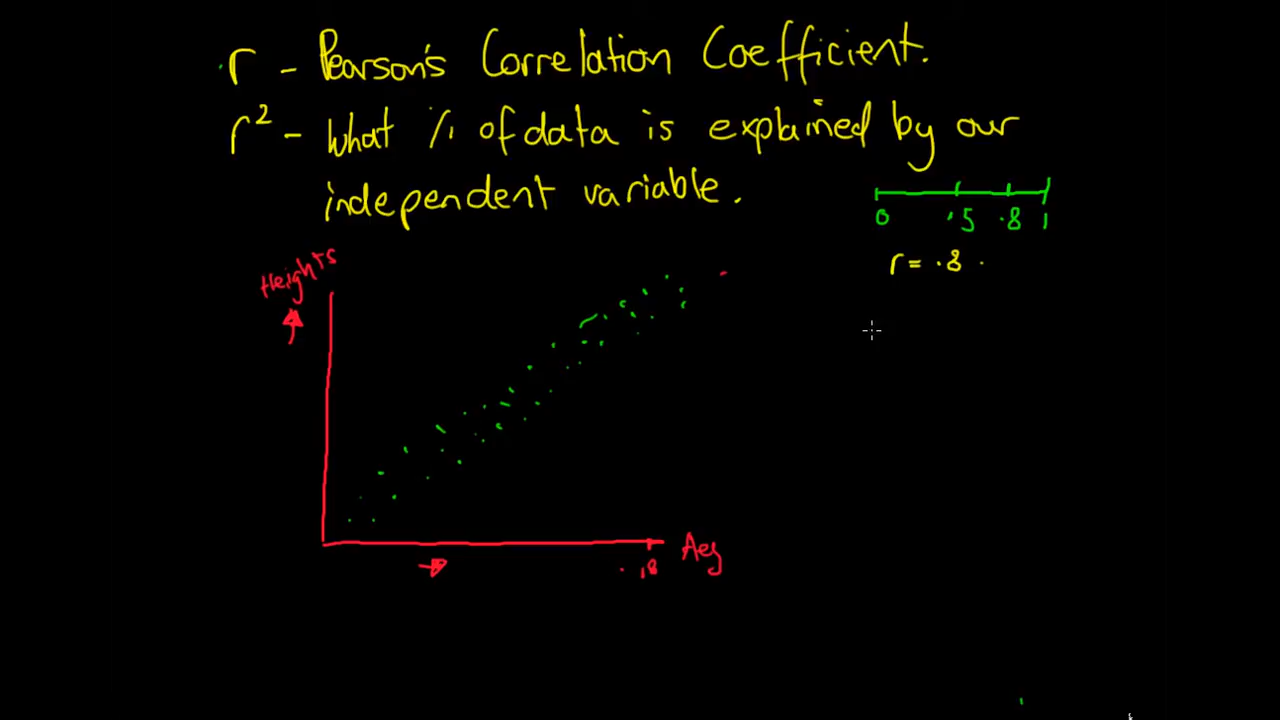 r - Pearson's Correlation Coefficient.
r² - What % of data is explained by our
independent variable.
0 .5 .8 1
r = .8
Heights
18
Aeg